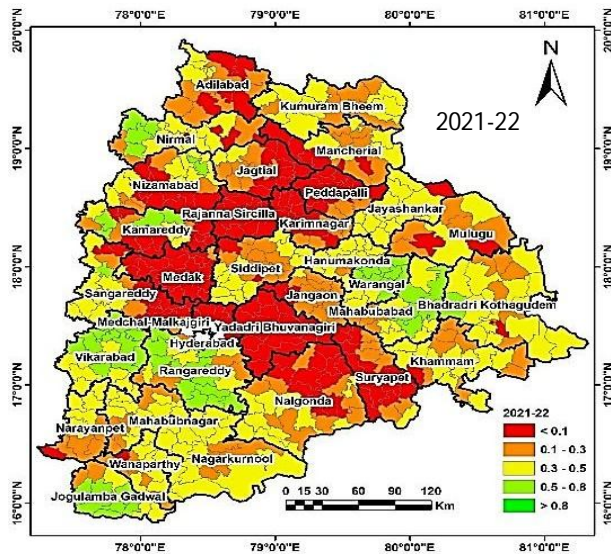 78°0'0"E 79°0'0"E 80°0'0"E 81°0'0"E
20°0'0"N
20°0'0"N
N
Adilabad
Kumuram Bheem
2021-22
Nirmal
19°0'0"N
19°0'0"N
Mancherial
Jagtial
Nizamabad
Peddapalli
Rajanna Sircilla
Jayashankar
Kamareddy
Karimnagar
Mulugu
18°0'0"N
18°0'0"N
Hanumakonda
Medak
Siddipet
Warangal
Sangareddy
Jangaon
Bhadradri Kothagudem
Mahabubabad
Medchal-Malkajgiri
Yadadri Bhuvanagiri
Hyderabad
Vikarabad
Khammam
Rangareddy
17°0'0"N
17°0'0"N
Suryapet
Nalgonda
Mahabubnagar
Narayanpet
2021-22
< 0.1
0.1 - 0.3
Nagarkurnool
Wanaparthy
0.3 - 0.5
Jogulamba Gadwal
0.5 - 0.8
0 15 30 60 90 120
Km
> 0.8
16°0'0"N
16°0'0"N
78°0'0"E 79°0'0"E 80°0'0"E 81°0'0"E